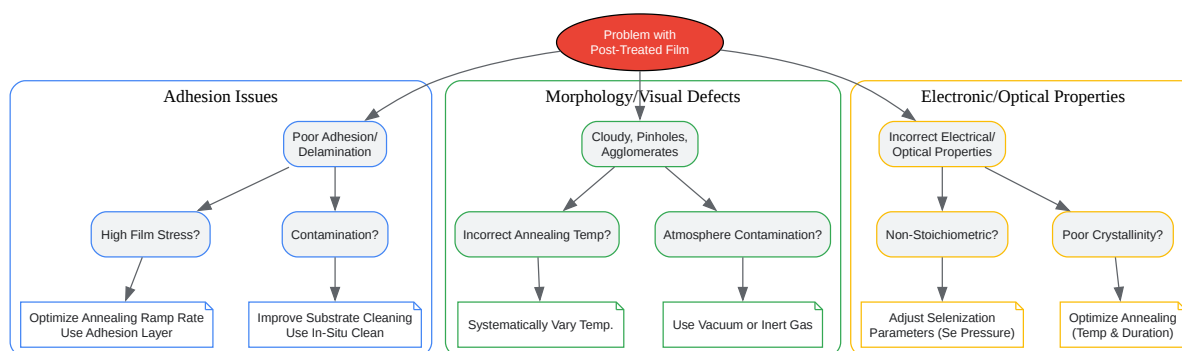 Problem with
Post-Treated Film
Adhesion Issues
Morphology/Visual Defects
Electronic/Optical Properties
Poor Adhesion/
Delamination
Cloudy, Pinholes,
Agglomerates
Incorrect Electrical/
Optical Properties
High Film Stress?
Contamination?
Incorrect Annealing Temp?
Atmosphere Contamination?
Non-Stoichiometric?
Poor Crystallinity?
Optimize Annealing Ramp Rate
Use Adhesion Layer
Improve Substrate Cleaning
Use In-Situ Clean
Systematically Vary Temp.
Use Vacuum or Inert Gas
Adjust Selenization
Parameters (Se Pressure)
Optimize Annealing
(Temp & Duration)